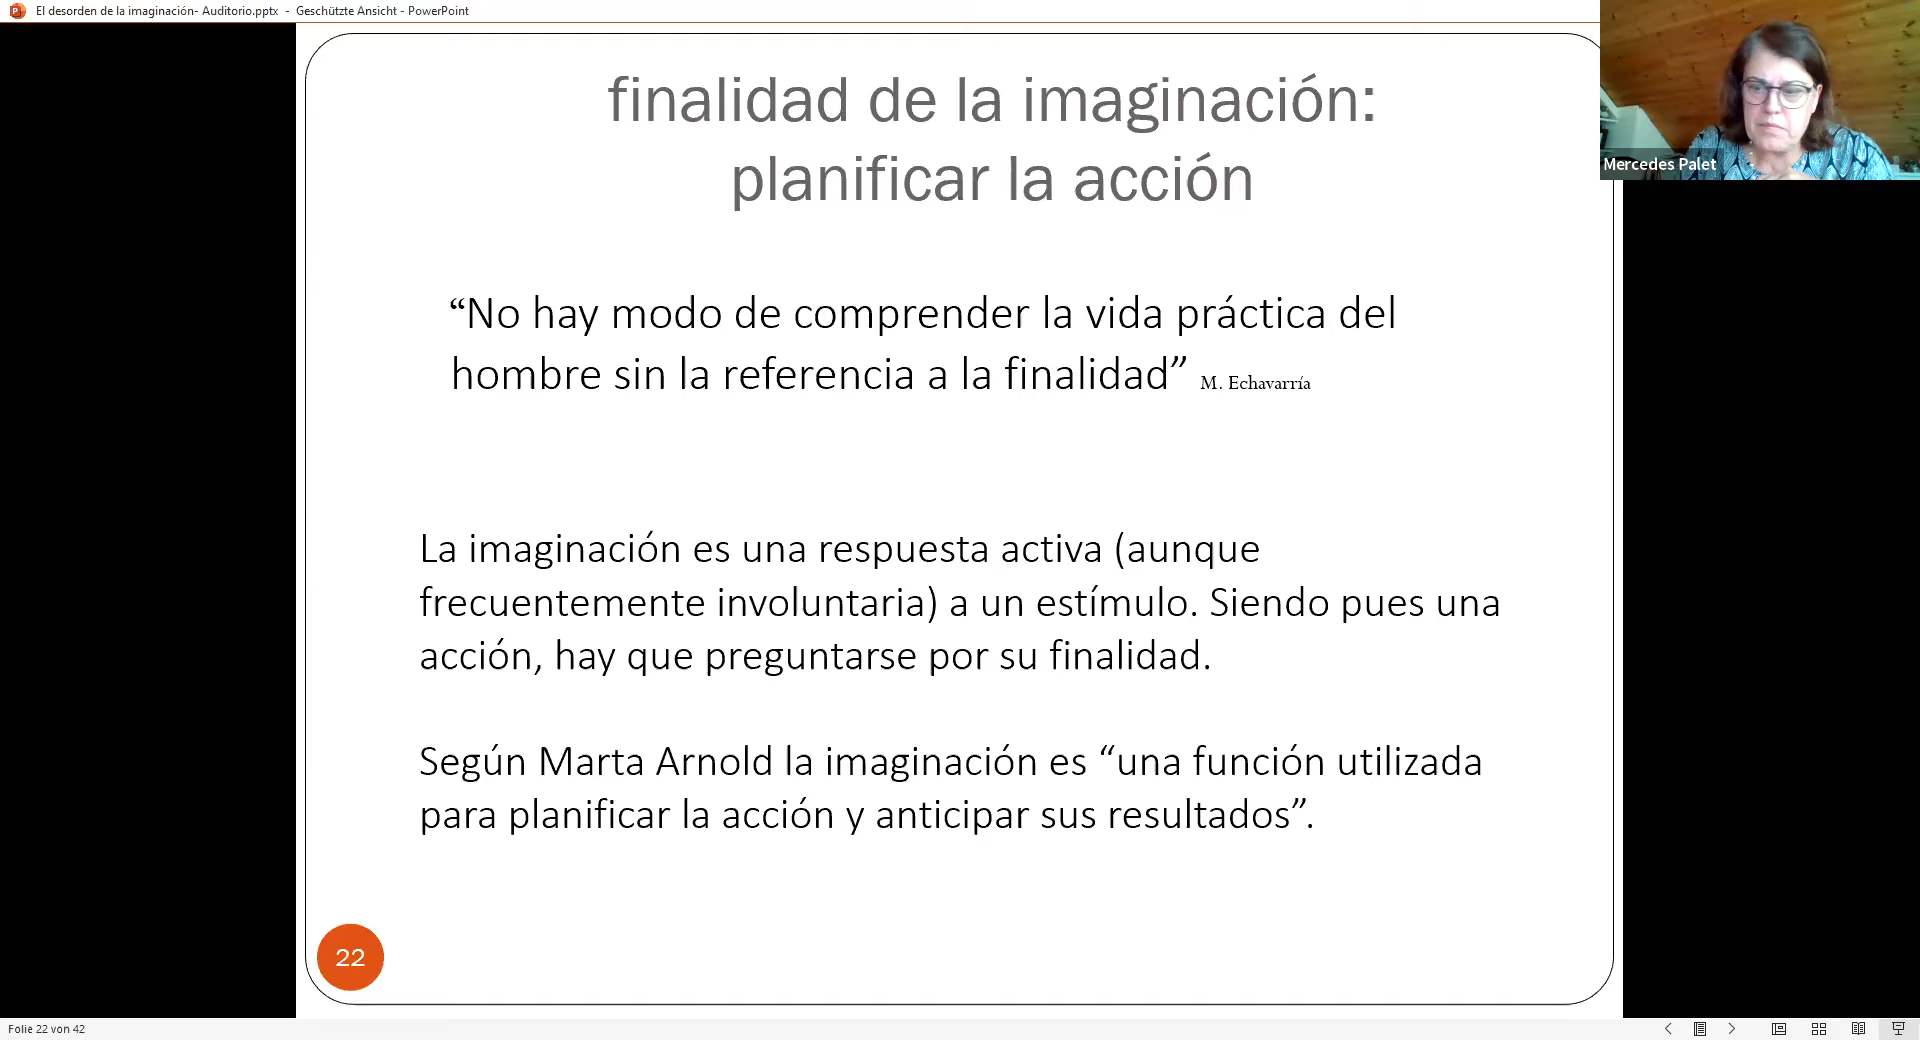 El desorden de la imaginación- Auditorio.pptx - Geschützte Ansicht - PowerPoint
finalidad de la imaginación:
planificar la acción
Mercedes Palet
“No hay modo de comprender la vida práctica del
hombre sin la referencia a la finalidad” M. Echavarría
La imaginación es una respuesta activa (aunque
frecuentemente involuntaria) a un estímulo. Siendo pues una
acción, hay que preguntarse por su finalidad.
Según Marta Arnold la imaginación es “una función utilizada
para planificar la acción y anticipar sus resultados”.
22
Folie 22 von 42